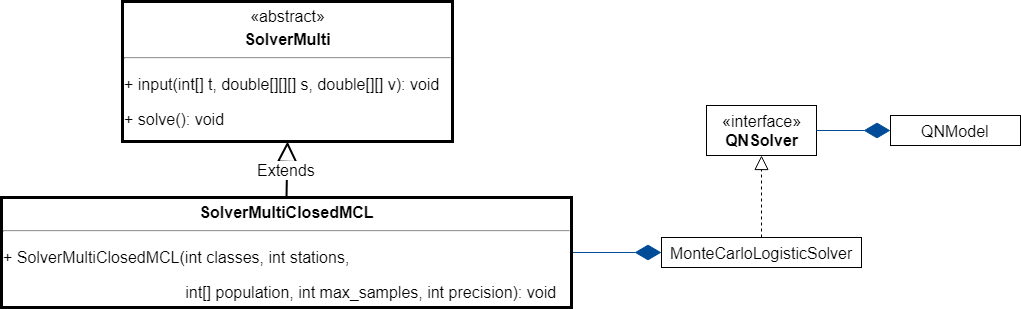 «abstract»
SolverMulti
+ input(int[] t, double[][][] s, double[][] v): void
+ solve(): void
Extends
SolverMultiClosedMCL
+ SolverMultiClosedMCL(int classes, int stations,
int[] population, int max_samples, int precision): void
«interface»
QNSolver
QNModel
MonteCarloLogisticSolver